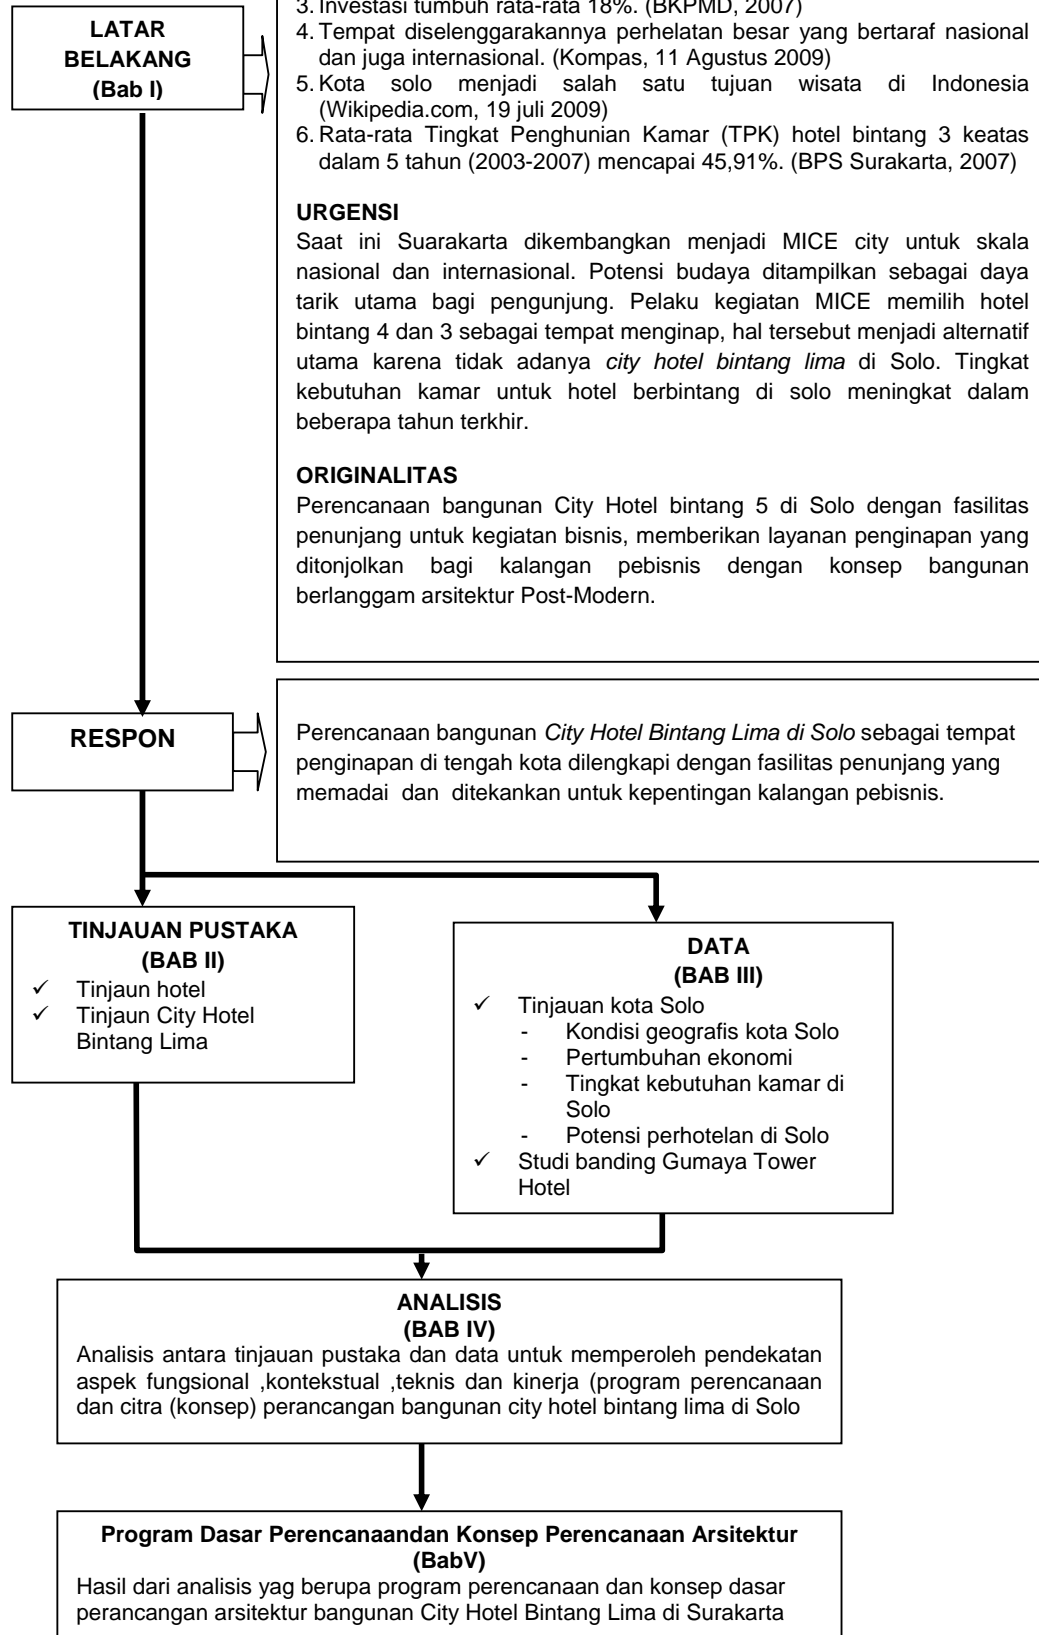 LATAR
BELAKANG
(Bab I)
3. Investasi tumbuh rata-rata 18%. (BKPMD, 2007)
4. Tempat diselenggarakannya perhelatan besar yang bertaraf nasional
dan juga internasional. (Kompas, 11 Agustus 2009)
5. Kota solo menjadi salah satu tujuan wisata di Indonesia
(Wikipedia.com, 19 juli 2009)
6. Rata-rata Tingkat Penghunian Kamar (TPK) hotel bintang 3 keatas
dalam 5 tahun (2003-2007) mencapai 45,91%. (BPS Surakarta, 2007)
URGENSI
Saat ini Suarakarta dikembangkan menjadi MICE city untuk skala
nasional dan internasional. Potensi budaya ditampilkan sebagai daya
tarik utama bagi pengunjung. Pelaku kegiatan MICE memilih hotel
bintang 4 dan 3 sebagai tempat menginap, hal tersebut menjadi alternatif
utama karena tidak adanya city hotel bintang lima di Solo. Tingkat
kebutuhan kamar untuk hotel berbintang di solo meningkat dalam
beberapa tahun terkhir.
ORIGINALITAS
Perencanaan bangunan City Hotel bintang 5 di Solo dengan fasilitas
penunjang untuk kegiatan bisnis, memberikan layanan penginapan yang
ditonjolkan bagi kalangan pebisnis dengan konsep bangunan
berlanggam arsitektur Post-Modern.
RESPON
Perencanaan bangunan City Hotel Bintang Lima di Solo sebagai tempat
penginapan di tengah kota dilengkapi dengan fasilitas penunjang yang
memadai dan ditekankan untuk kepentingan kalangan pebisnis.
TINJAUAN PUSTAKA
(BAB II)
✓ Tinjaun hotel
✓ Tinjaun City Hotel
Bintang Lima
DATA
(BAB III)
✓ Tinjauan kota Solo
- Kondisi geografis kota Solo
- Pertumbuhan ekonomi
- Tingkat kebutuhan kamar di
Solo
- Potensi perhotelan di Solo
✓ Studi banding Gumaya Tower
Hotel
ANALISIS
(BAB IV)
Analisis antara tinjauan pustaka dan data untuk memperoleh pendekatan
aspek fungsional ,kontekstual ,teknis dan kinerja (program perencanaan
dan citra (konsep) perancangan bangunan city hotel bintang lima di Solo
Program Dasar Perencanaandan Konsep Perencanaan Arsitektur
(BabV)
Hasil dari analisis yag berupa program perencanaan dan konsep dasar
perancangan arsitektur bangunan City Hotel Bintang Lima di Surakarta